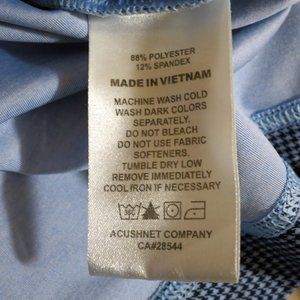 88% POLYESTER
12% SPANDEX
MADE IN VIETNAM
MACHINE WASH COLD
WASH DARK COLORS
SEPARATELY.
DO NOT BLEACH
DO NOT USE FABRIC
SOFTENERS.
TUMBLE DRY LOW
REMOVE IMMEDIATELY
COOL IRON IF NECESSARY
ACUSHNET COMPANY
CA#28544